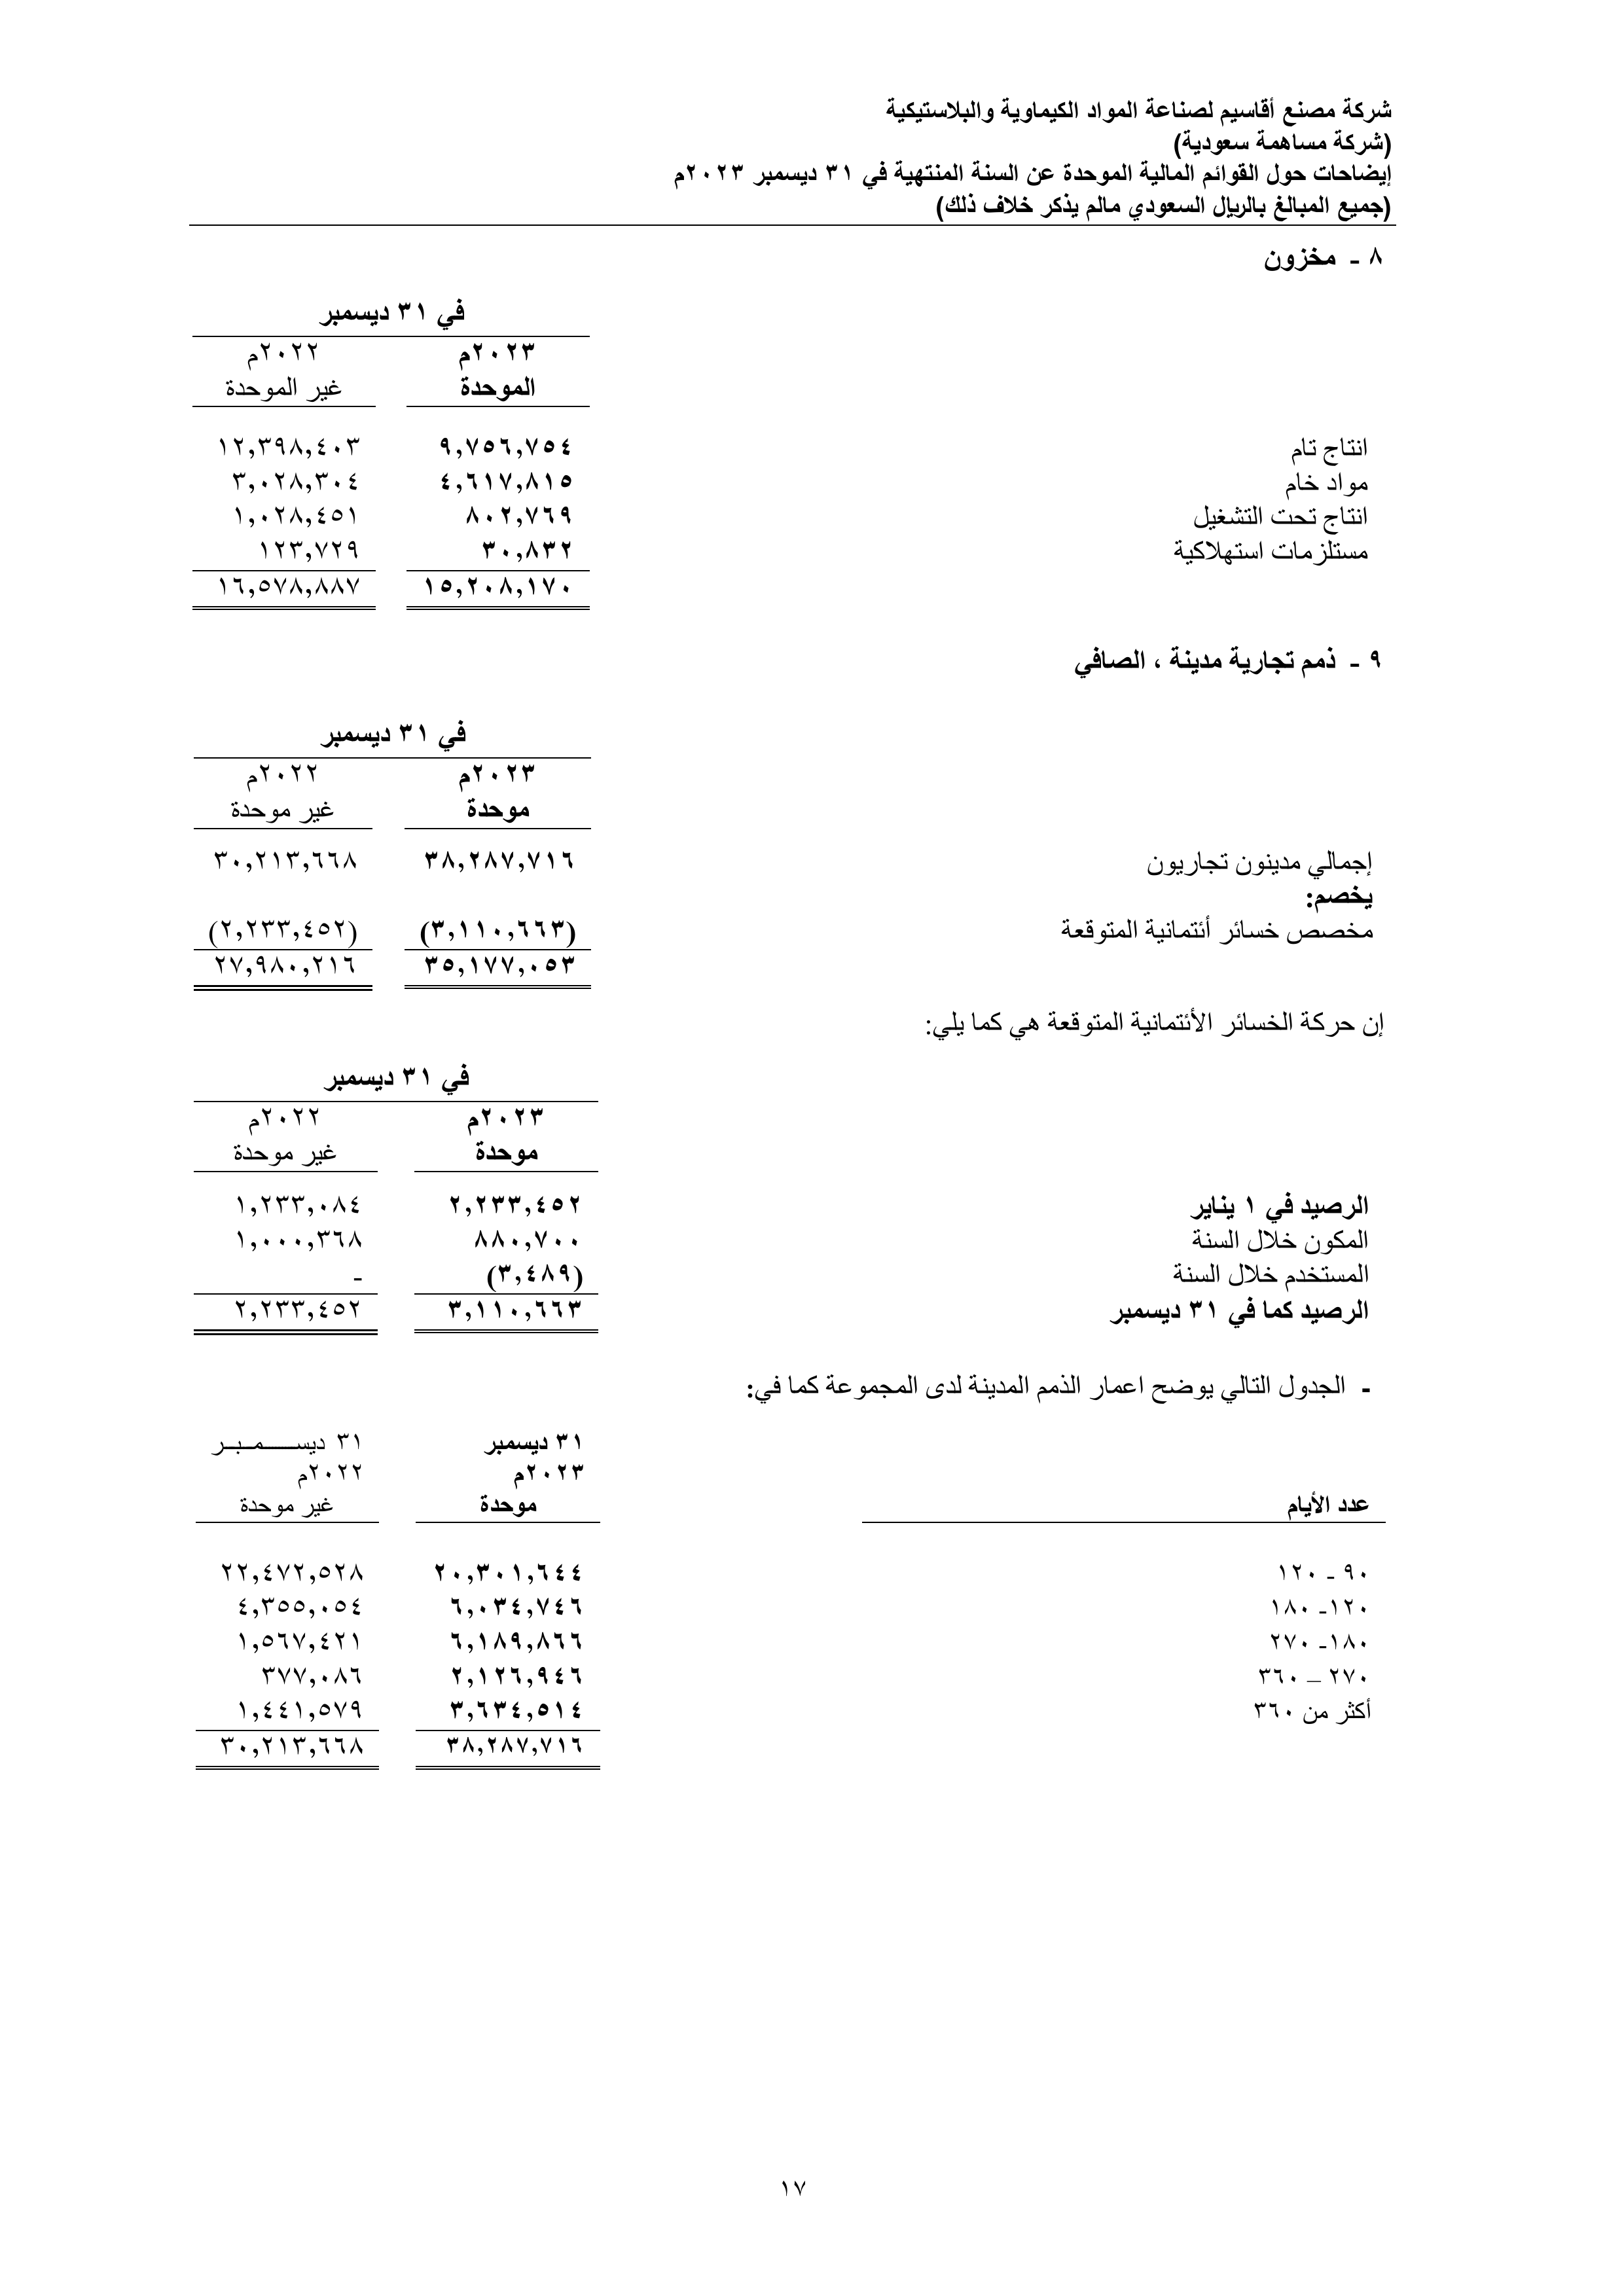 شركة مصنع أقاسيم لصناعة المواد الكيماوية والبلاستيكية
(شركة مساهمة سعودية)
إيضاحات حول القوائم المالية الموحدة عن السنة المنتهية في ٣١ ديسمبر ٢٠٢٣م
(جميع المبالغ بالريال السعودي مالم يذكر خلاف ذلك)
٨ - مخزون
في ٣١ ديسمبر
٢٠٢٣م ٢٠٢٢م
الموحدة غير الموحدة
انتاج تام ٩,٧٥٦,٧٥٤ ١٢,٣٩٨,٤٠٣
مواد خام ٤,٦١٧,٨١٥ ٣,٠٢٨,٣٠٤
انتاج تحت التشغيل ٨٠٢,٧٦٩ ١,٠٢٨,٤٥١
مستلزمات استهلاكية ٣٠,٨٣٢ ١٢٣,٧٢٩
١٥,٢٠٨,١٧٠ ١٦,٥٧٨,٨٨٧
٩ - ذمم تجارية مدينة ، الصافي
في ٣١ ديسمبر
٢٠٢٣م ٢٠٢٢م
موحدة غير موحدة
إجمالي مدينون تجاريون ٣٨,٢٨٧,٧١٦ ٣٠,٢١٣,٦٦٨
يخصم:
مخصص خسائر أئتمانية المتوقعة (٣,١١٠,٦٦٣) (٢,٢٣٣,٤٥٢)
٣٥,١٧٧,٠٥٣ ٢٧,٩٨٠,٢١٦
إن حركة الخسائر الأئتمانية المتوقعة هي كما يلي:
في ٣١ ديسمبر
٢٠٢٣م ٢٠٢٢م
موحدة غير موحدة
الرصيد في ١ يناير ٢,٢٣٣,٤٥٢ ١,٢٣٣,٠٨٤
المكون خلال السنة ٨٨٠,٧٠٠ ١,٠٠٠,٣٦٨
المستخدم خلال السنة (٣,٤٨٩) -
الرصيد كما في ٣١ ديسمبر ٣,١١٠,٦٦٣ ٢,٢٣٣,٤٥٢
- الجدول التالي يوضح اعمار الذمم المدينة لدى المجموعة كما في:
٣١ ديسمبر ٣١ ديســـــمــبــر
٢٠٢٣م ٢٠٢٢م
عدد الأيام موحدة غير موحدة
٩٠ - ١٢٠ ٢٠,٣٠١,٦٤٤ ٢٢,٤٧٢,٥٢٨
١٢٠- ١٨٠ ٦,٠٣٤,٧٤٦ ٤,٣٥٥,٠٥٤
١٨٠- ٢٧٠ ٦,١٨٩,٨٦٦ ١,٥٦٧,٤٢١
٢٧٠ – ٣٦٠ ٢,١٢٦,٩٤٦ ٣٧٧,٠٨٦
أكثر من ٣٦٠ ٣,٦٣٤,٥١٤ ١,٤٤١,٥٧٩
٣٨,٢٨٧,٧١٦ ٣٠,٢١٣,٦٦٨
١٧